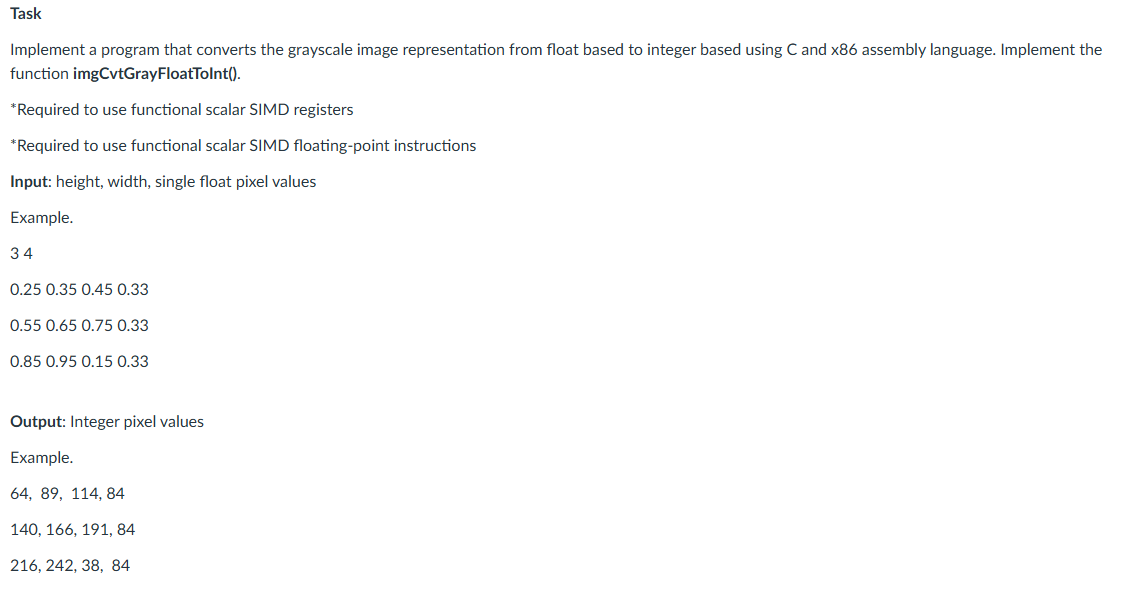 Task
Implement a program that converts the grayscale image representation from float based to integer based using C and x86 assembly language. Implement the
function imgCvtGrayFloatToInt().
*Required to use functional scalar SIMD registers
*Required to use functional scalar SIMD floating-point instructions
Input: height, width, single float pixel values
Example.
3 4
0.25 0.35 0.45 0.33
0.55 0.65 0.75 0.33
0.85 0.95 0.15 0.33
Output: Integer pixel values
Example.
64, 89, 114, 84
140, 166, 191, 84
216, 242, 38, 84